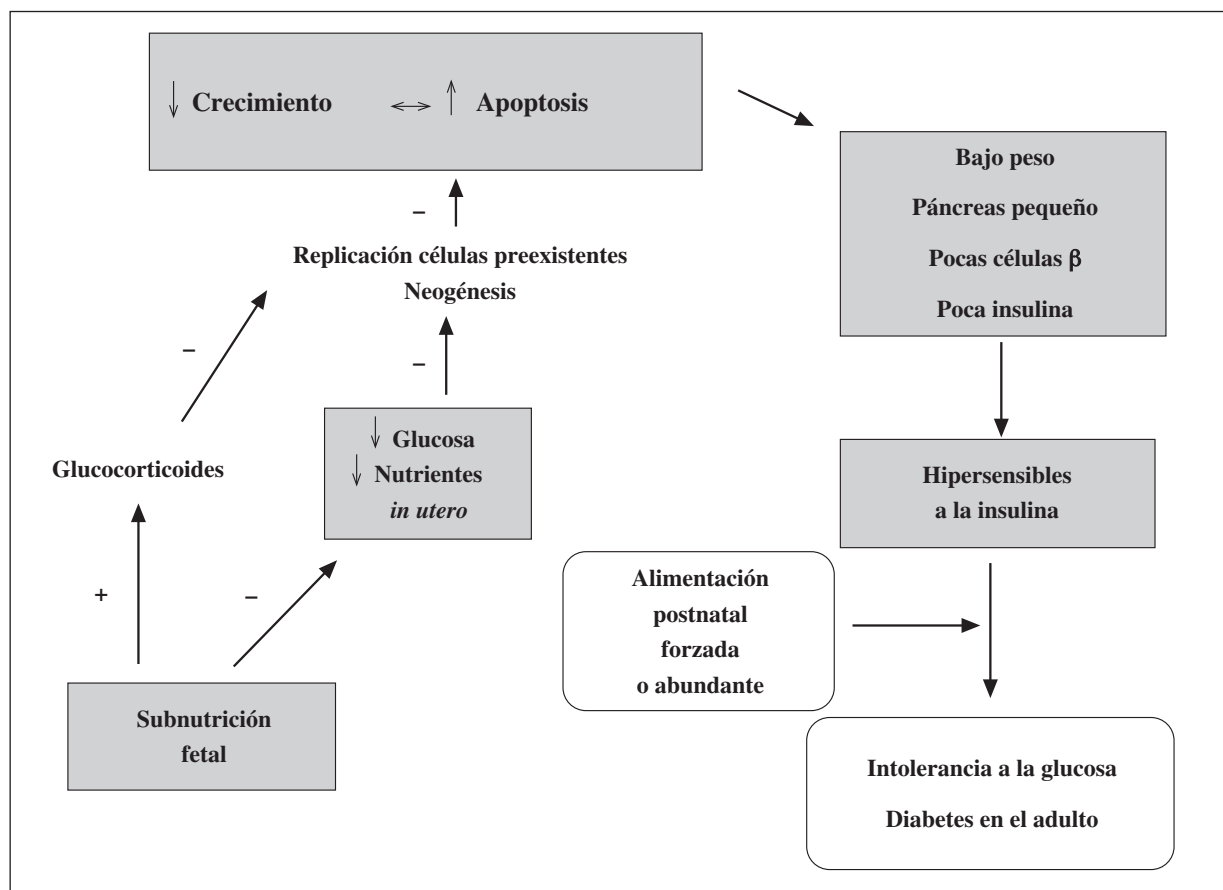 ↓ Crecimiento ↔ ↑ Apoptosis
Bajo peso
Páncreas pequeño
Pocas células β
Poca insulina
–
Replicación células preexistentes
Neogénesis
–
–
↓ Glucosa
↓ Nutrientes
in utero
Glucocorticoides
Hipersensibles
a la insulina
+
–
Alimentación
postnatal
forzada
o abundante
Subnutrición
fetal
Intolerancia a la glucosa
Diabetes en el adulto